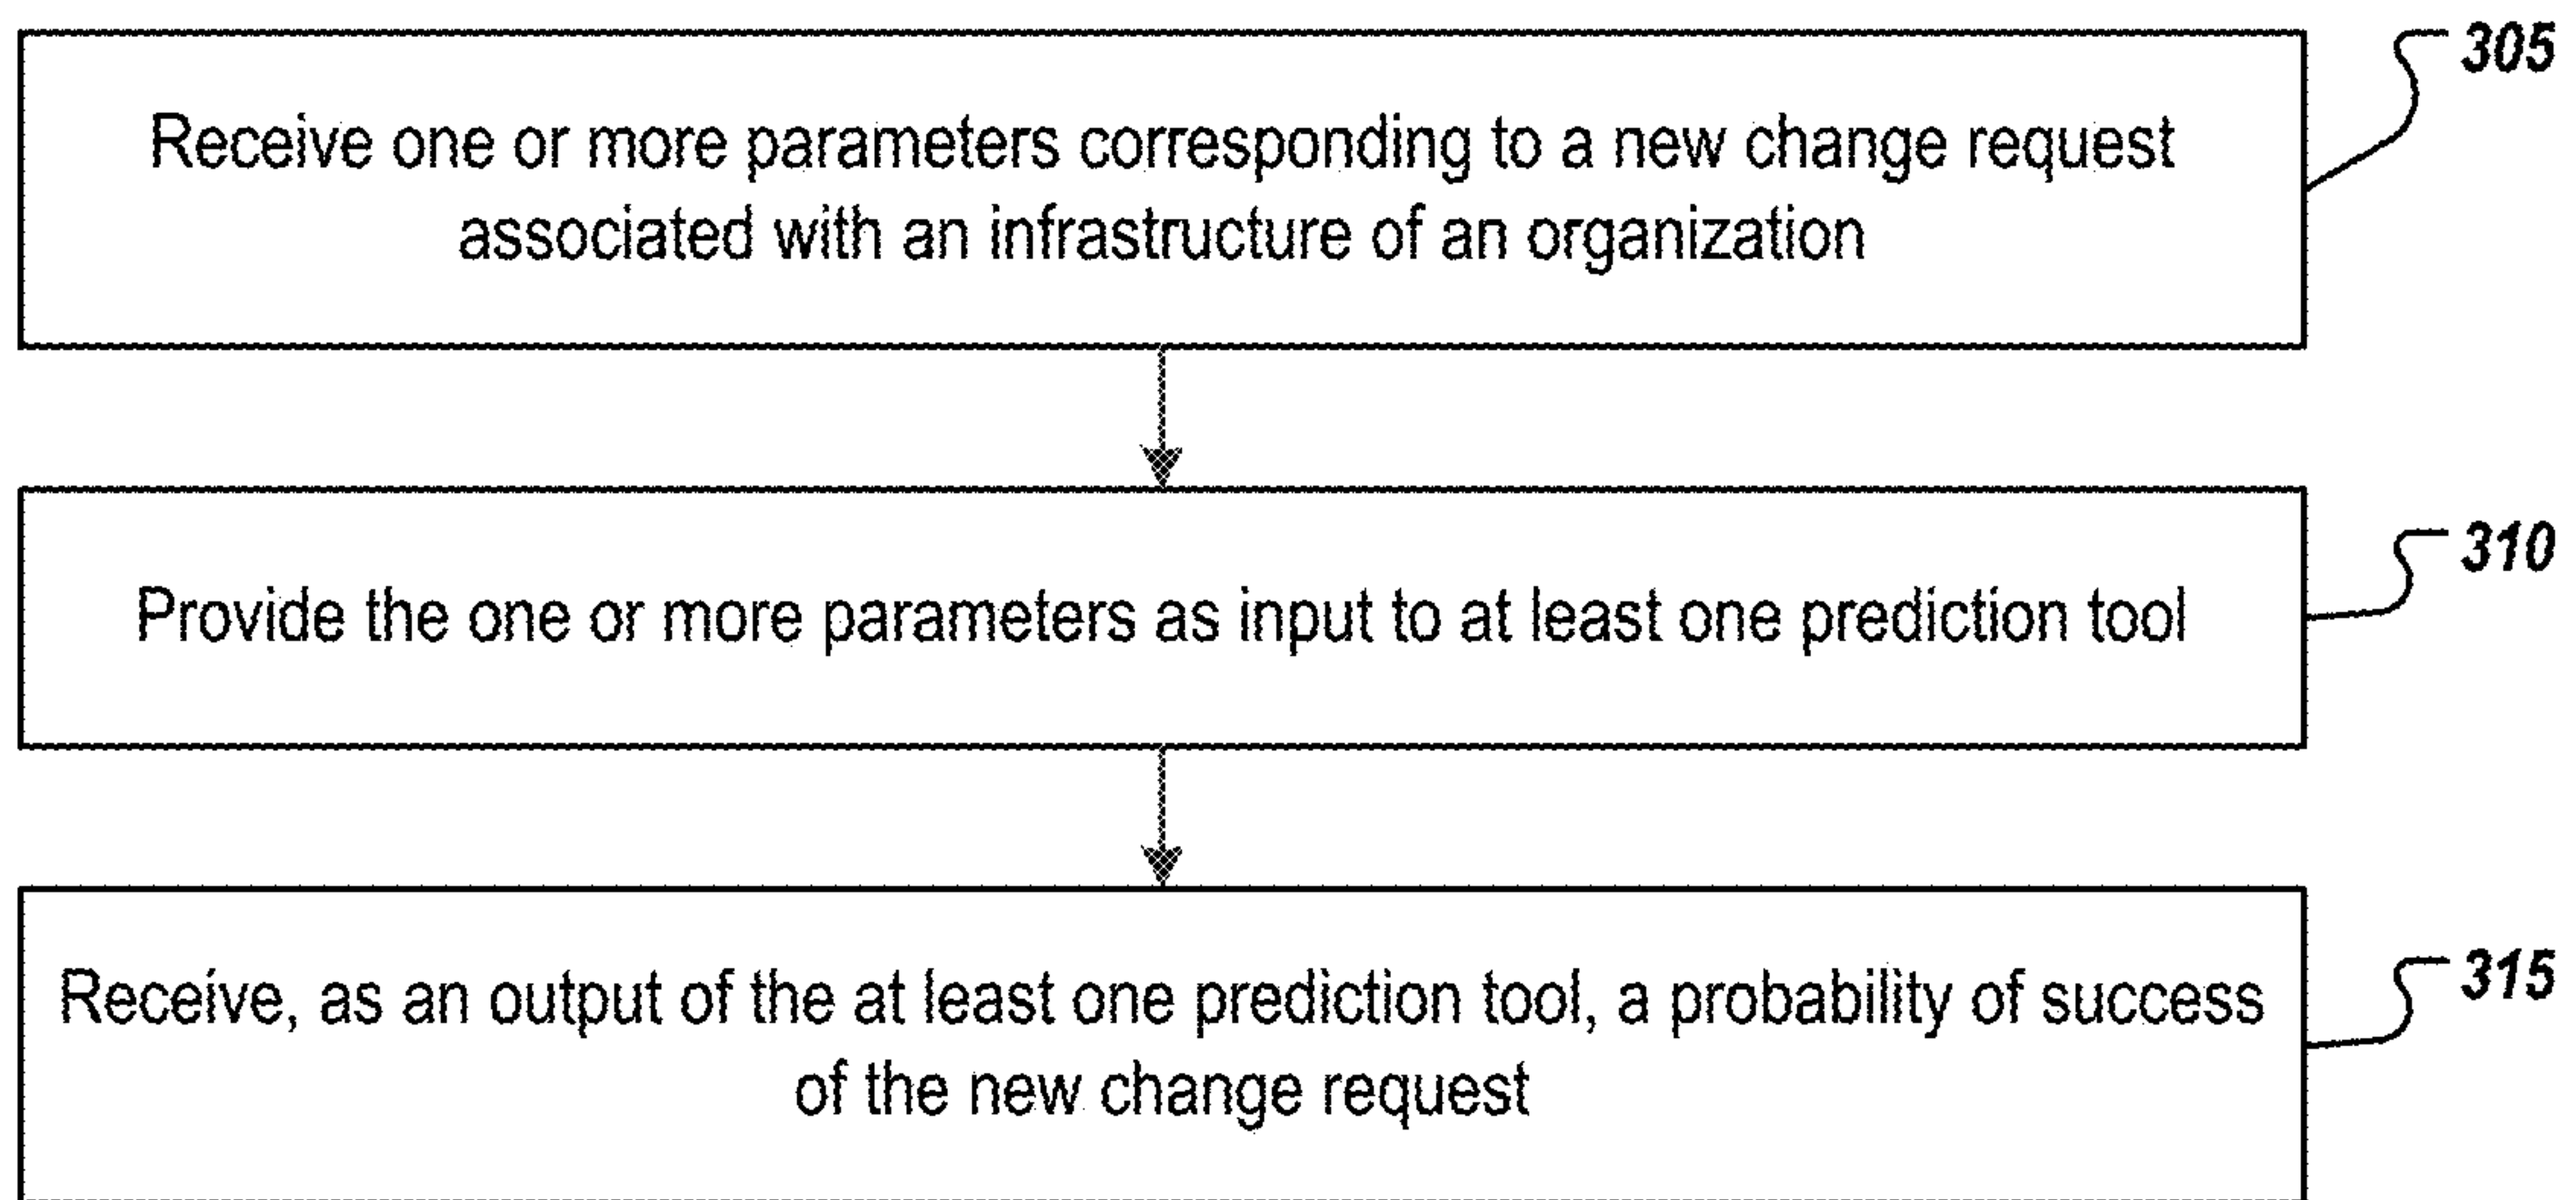 305
Receive one or more parameters corresponding to a new change request
associated with an infrastructure of an organization
310
Provide the one or more parameters as input to at least one prediction tool
315
Receive, as an output of the at least one prediction tool, a probability of success
of the new change request